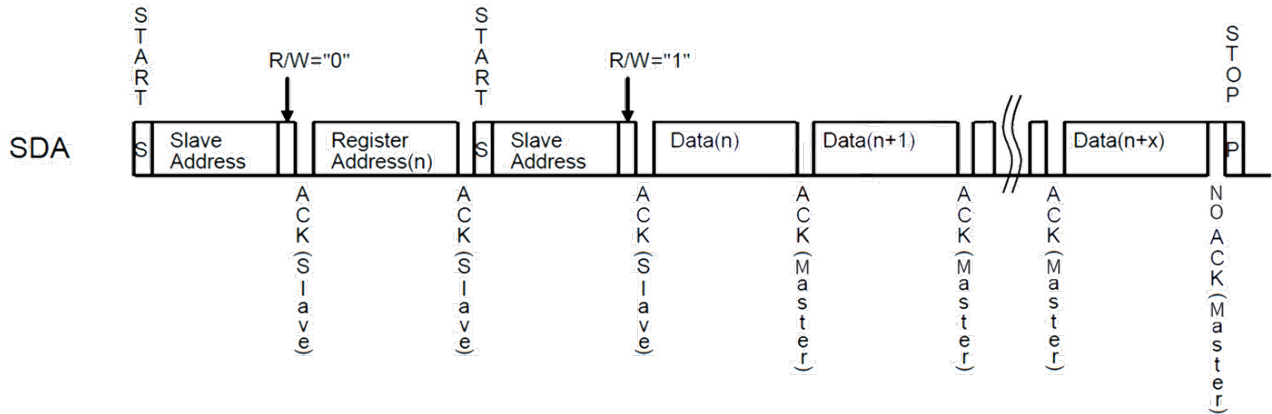 START
START
STOP
R/W="0"
R/W="1"
SDA
S
Slave
Address
Register
Address(n)
S
Slave
Address
Data(n)
Data(n+1)
Data(n+x)
P
ACK(Slave)
ACK(Slave)
ACK(Slave)
ACK(Master)
ACK(Master)
ACK(Master)
NO ACK(Master)